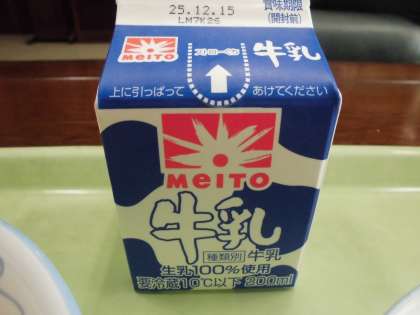 25.12.15
LM7K2S
賞味期限
(開封前)
MEITO
ストローロ
牛乳
上に引っぱって
あけてください
MEITO
牛乳
種類別 牛乳
生乳100%使用
要冷蔵10℃以下 200ml